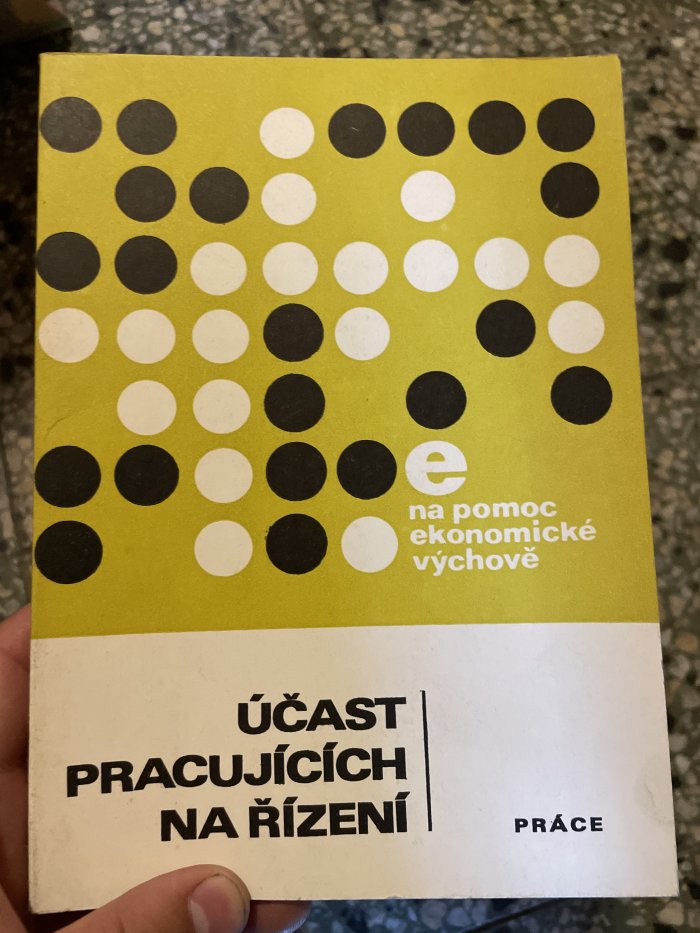 e
na pomoc
ekonomické
výchově
ÚČAST
PRACUJÍCÍCH
NA ŘÍZENÍ
PRÁCE